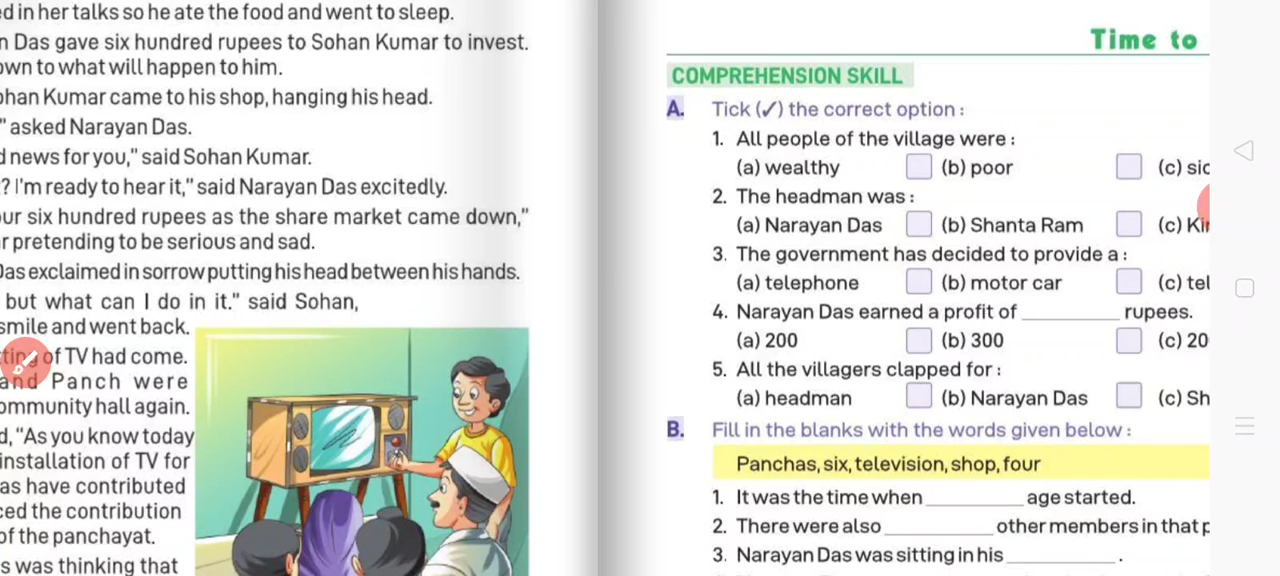 ed in her talks so he ate the food and went to sleep.
n Das gave six hundred rupees to Sohan Kumar to invest.
own to what will happen to him.
ohan Kumar came to his shop, hanging his head.
" asked Narayan Das.
d news for you," said Sohan Kumar.
? I'm ready to hear it," said Narayan Das excitedly.
our six hundred rupees as the share market came down,"
r pretending to be serious and sad.
Das exclaimed in sorrow putting his head between his hands.
but what can I do in it." said Sohan,
smile and went back.
ting of TV had come.
and Panch were
ommunity hall again.
d, "As you know today
installation of TV for
as have contributed
ced the contribution
of the panchayat.
s was thinking that
Time to
COMPREHENSION SKILL
A. Tick (✓) the correct option :
1. All people of the village were :
(a) wealthy (b) poor (c) sic
2. The headman was :
(a) Narayan Das (b) Shanta Ram (c) Kir
3. The government has decided to provide a :
(a) telephone (b) motor car (c) tel
4. Narayan Das earned a profit of ________ rupees.
(a) 200 (b) 300 (c) 20
5. All the villagers clapped for :
(a) headman (b) Narayan Das (c) Sh
B. Fill in the blanks with the words given below :
Panchas, six, television, shop, four
1. It was the time when ________ age started.
2. There were also ________ other members in that p
3. Narayan Das was sitting in his ________ .